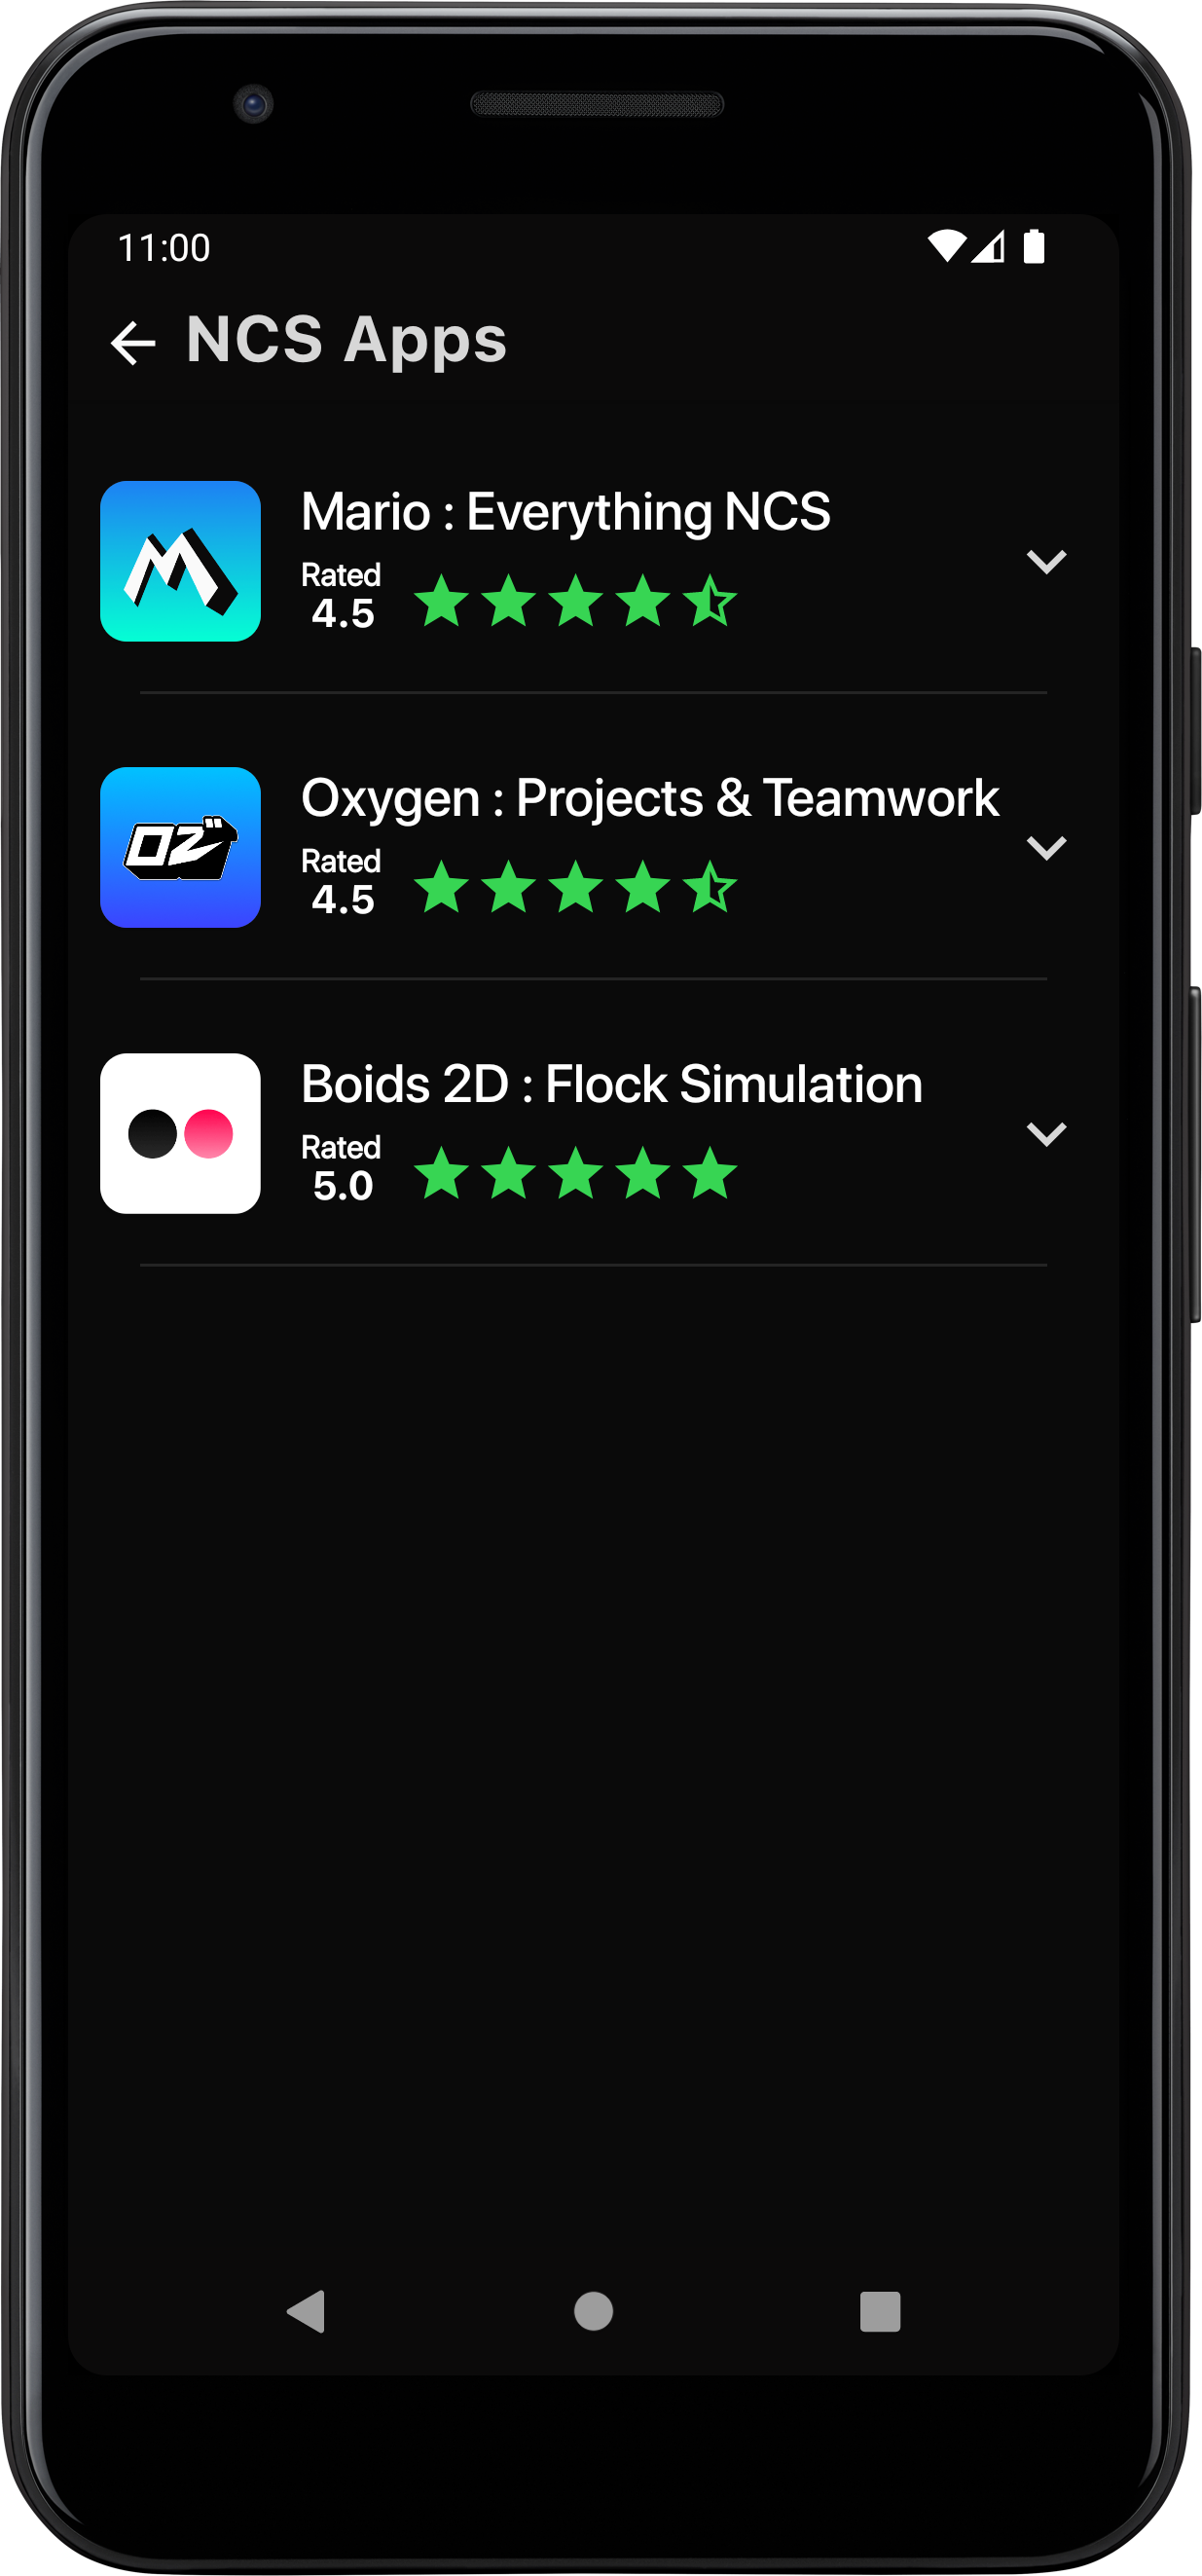 11:00
NCS Apps
Mario : Everything NCS
Rated
4.5
Oxygen : Projects & Teamwork
Rated
4.5
Boids 2D : Flock Simulation
Rated
5.0